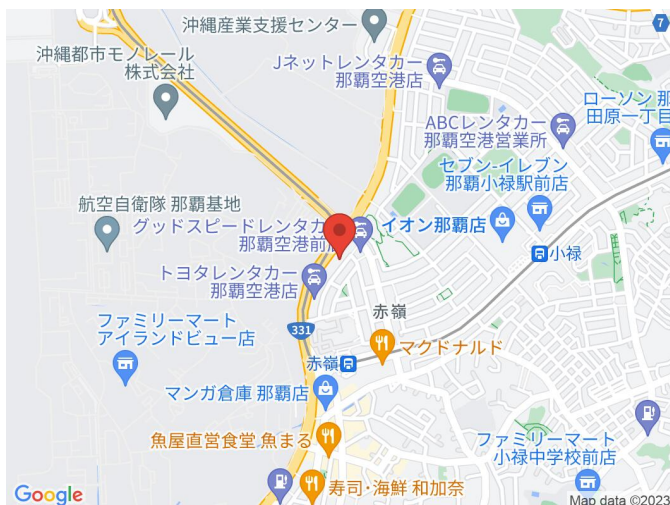 沖縄産業支援センター
7
沖縄都市モノレール
株式会社
Jネットレンタカー
那覇空港店
ローソン 那
田原一丁目
ABCレンタカー
那覇空港営業所
セブン-イレブン
那覇小禄駅前店
航空自衛隊 那覇基地
グッドスピードレンタカ
那覇空港前店
イオン那覇店
小禄
トヨタレンタカー
那覇空港店
赤嶺
ファミリーマート
アイランドビュー店
331
マクドナルド
赤嶺
マンガ倉庫 那覇店
魚屋直営食堂 魚まる
ファミリーマート
小禄中学校前店
寿司・海鮮 和加奈
Google
Map data ©2023